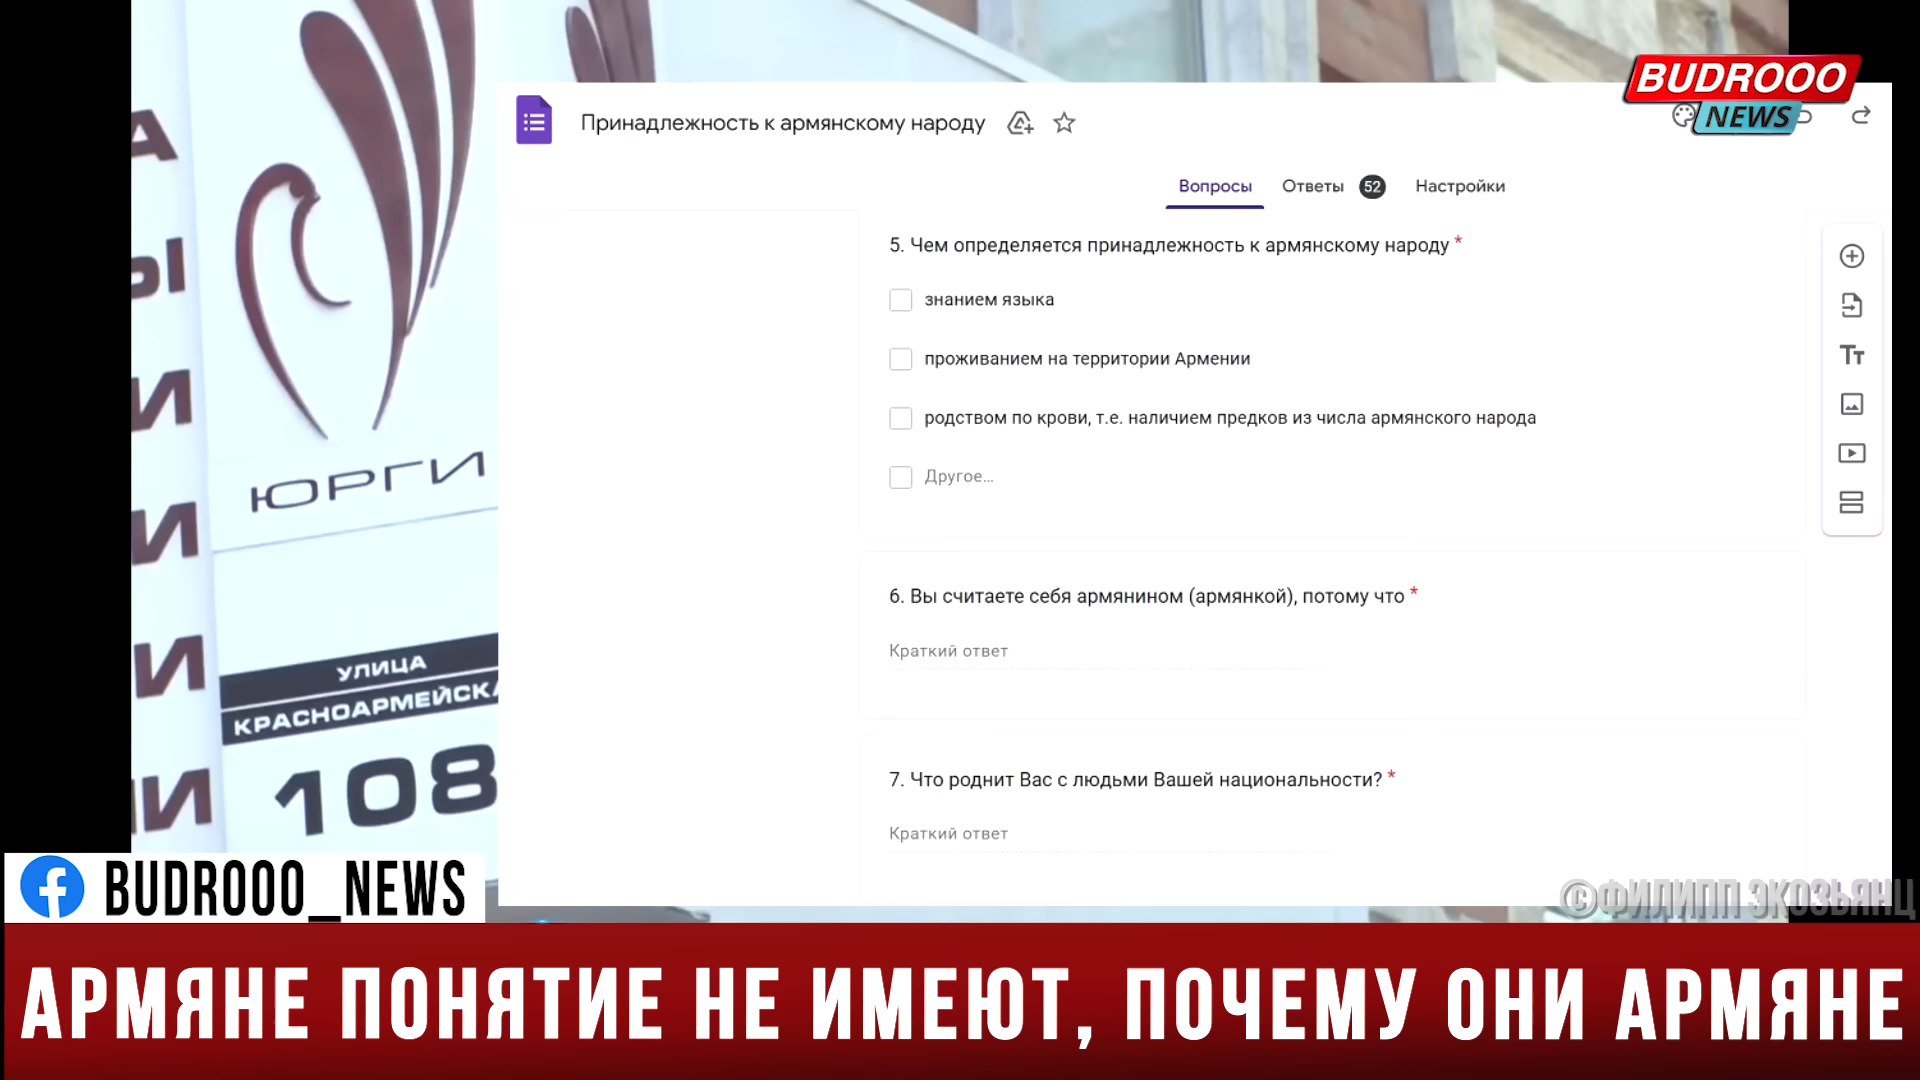 BUDROOO
NEWS
Принадлежность к армянскому народу
Вопросы
Ответы 52
Настройки
5. Чем определяется принадлежность к армянскому народу *
знанием языка
проживанием на территории Армении
родством по крови, т.е. наличием предков из числа армянского народа
Другое...
6. Вы считаете себя армянином (армянкой), потому что *
Краткий ответ
7. Что роднит Вас с людьми Вашей национальности? *
Краткий ответ
Тт
ЮРГИ
УЛИЦА
КРАСНОАРМЕЙСКА
108
BUDROOO_NEWS
©ФИЛИПП ЭКОЗЬЯНЦ
АРМЯНЕ ПОНЯТИЕ НЕ ИМЕЮТ, ПОЧЕМУ ОНИ АРМЯНЕ